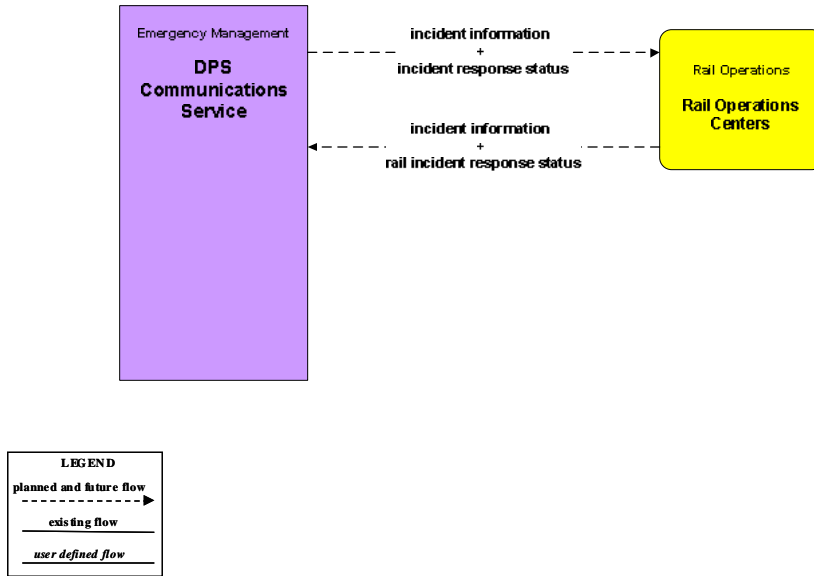 Emergency Management
DPS
Communications
Service
incident information
+
incident response status
Rail Operations
Rail Operations
Centers
incident information
+
rail incident response status
LEGEND
planned and future flow
existing flow
user defined flow